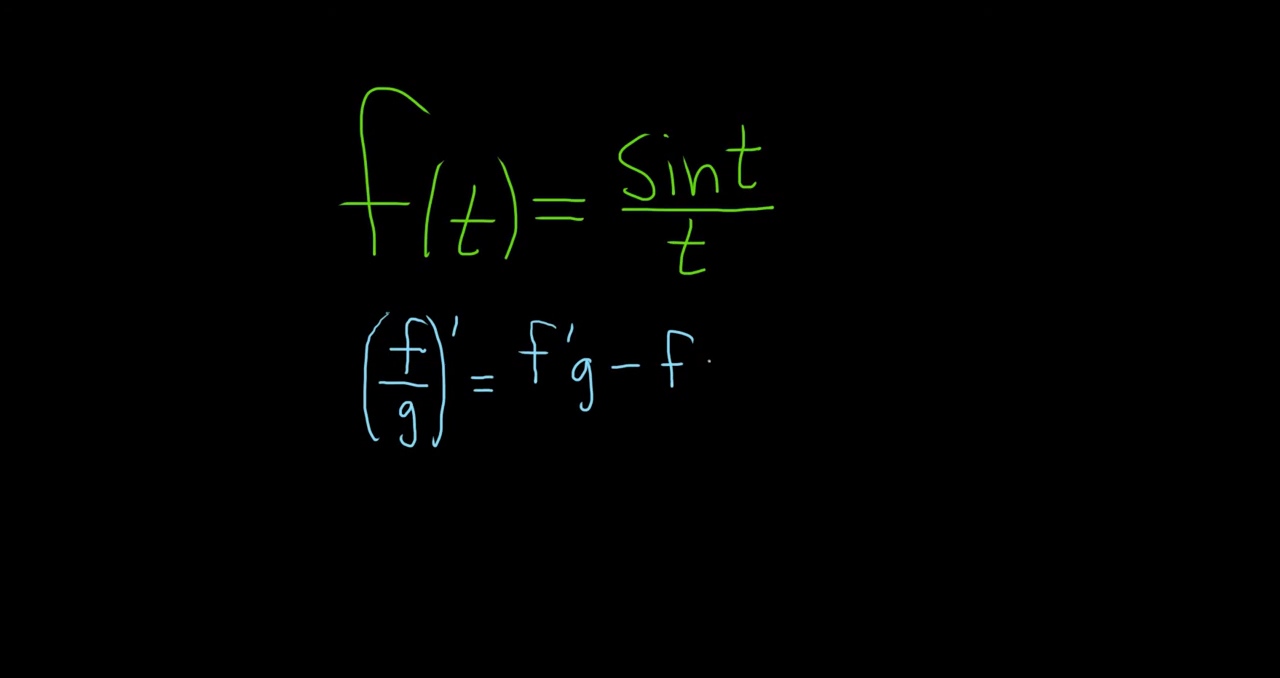 f(t) = sin t / t
(f/g)' = f'g - f